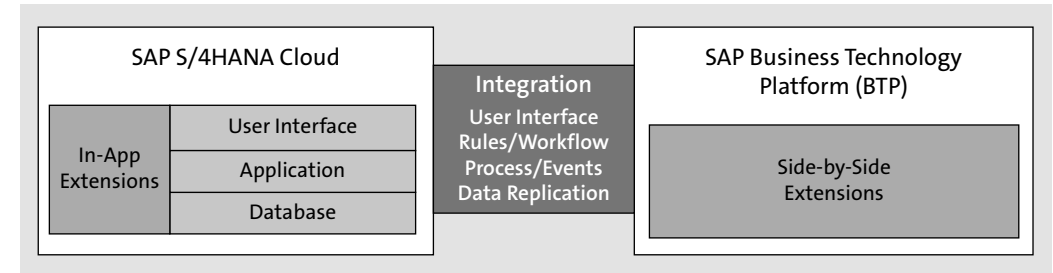 SAP S/4HANA Cloud
In-App
Extensions
User Interface
Application
Database
Integration
User Interface
Rules/Workflow
Process/Events
Data Replication
SAP Business Technology
Platform (BTP)
Side-by-Side
Extensions